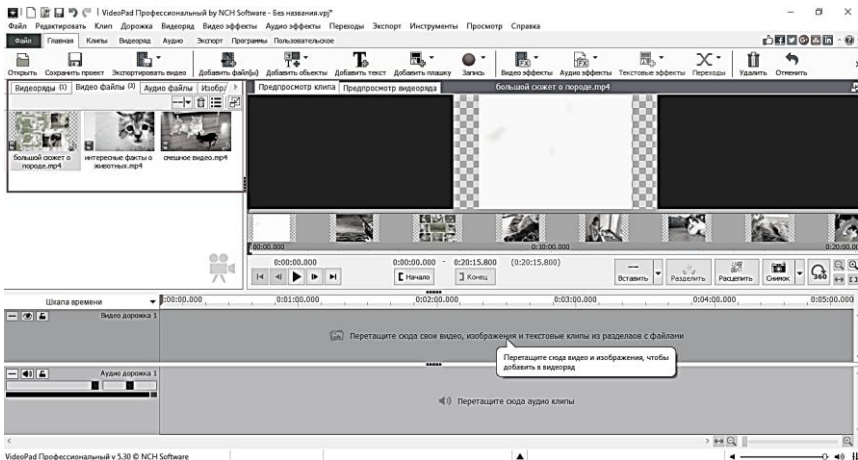 VideoPad Профессиональный by NCH Software - Без названия.vpj*
Файл Редактировать Клип Дорожка Видеоряд Видео эффекты Аудио эффекты Переходы Экспорт Инструменты Просмотр Справка
Файл Главная Клипы Видеоряд Аудио Экспорт Программы Пользовательское
Открыть Сохранить проект Экспортировать видео Добавить файл(ы) Добавить объекты Добавить текст Добавить плашку Запись Видео эффекты Аудио эффекты Текстовые эффекты Переходы Удалить Отменить
Видеоряды (1) Видео файлы (3) Аудио файлы Изобр
Предпросмотр клипа Предпросмотр видеоряда большой сюжет о породе.mp4
большой сюжет о породе.mp4
интересные факты о животных.mp4
смешное видео.mp4
0:00:00.000 0:10:00.000 0:20:00.00
0:00:00.000 0:00:00.000 - 0:20:15.800 (0:20:15.800)
Начало Конец
Вставить Разделить Расцепить Снимок 360
Шкала времени 0:00:00.000 0:01:00.000 0:02:00.000 0:03:00.000 0:04:00.000 0:05:00.000
Видео дорожка 1
Перетащите сюда свои видео, изображения и текстовые клипы из разделаов с файлами
Перетащите сюда видео и изображения, чтобы
добавить в видеоряд
Аудио дорожка 1
Перетащите сюда аудио клипы
VideoPad Профессиональный v 5.30 © NCH Software